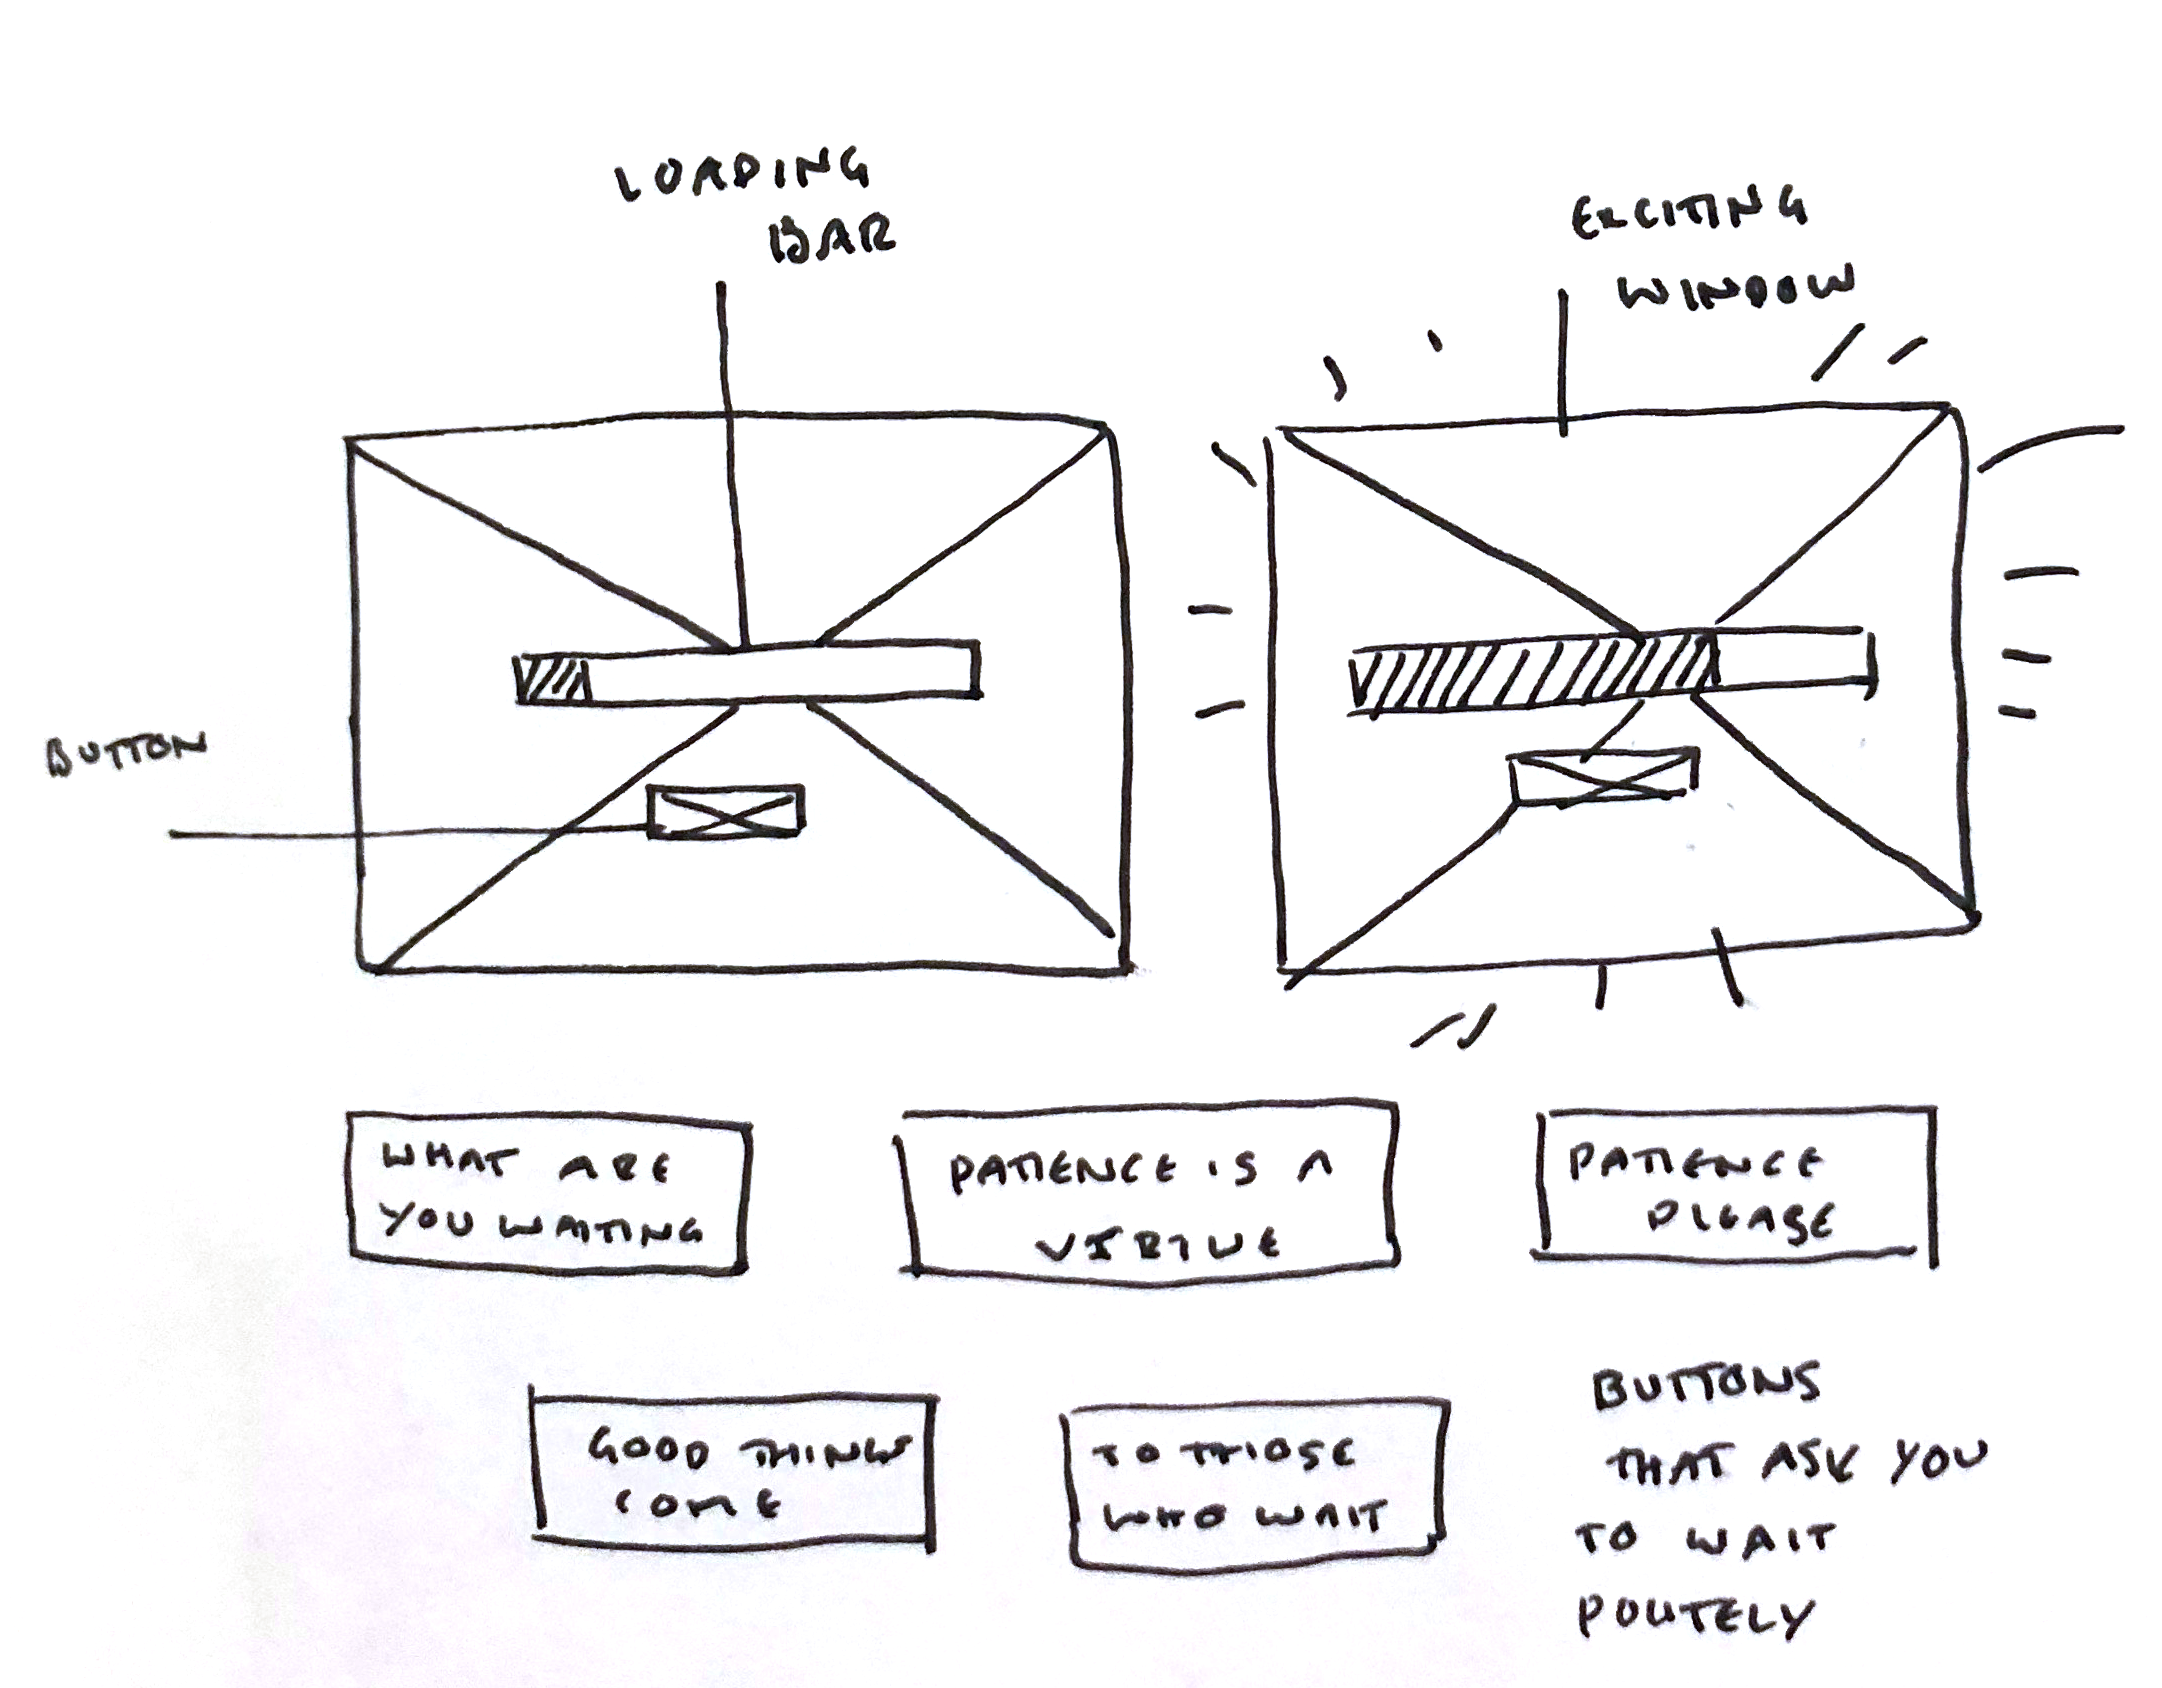 LOADING
BAR
EXCITING
WINDOW
BUTTON
WHAT ARE
YOU WAITING
PATIENCE IS A
VIRTUE
PATIENCE
PLEASE
GOOD THINGS
COME
TO THOSE
WHO WAIT
BUTTONS
THAT ASK YOU
TO WAIT
POLITELY